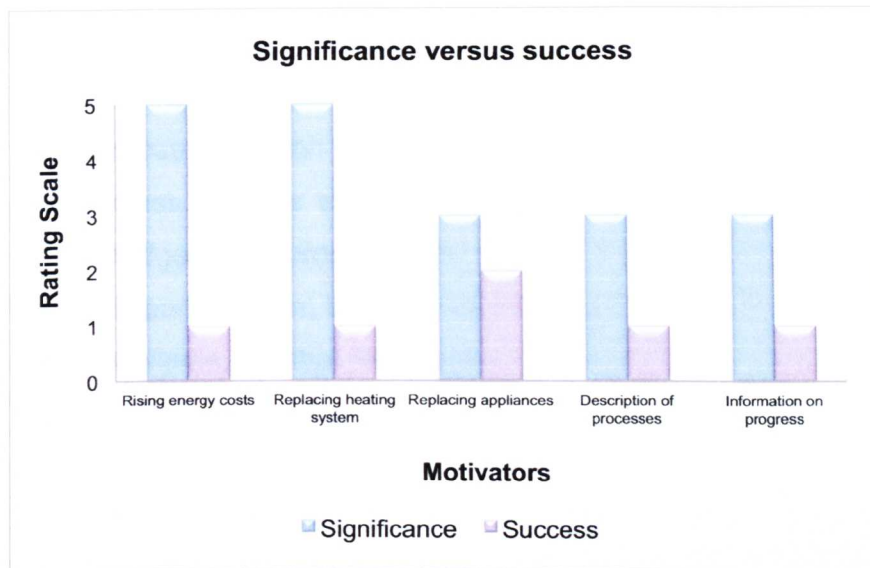 Significance versus success
Rating Scale
5
4
3
2
1
0
Rising energy costs
Replacing heating
system
Replacing appliances
Description of
processes
Information on
progress
Motivators
Significance
Success